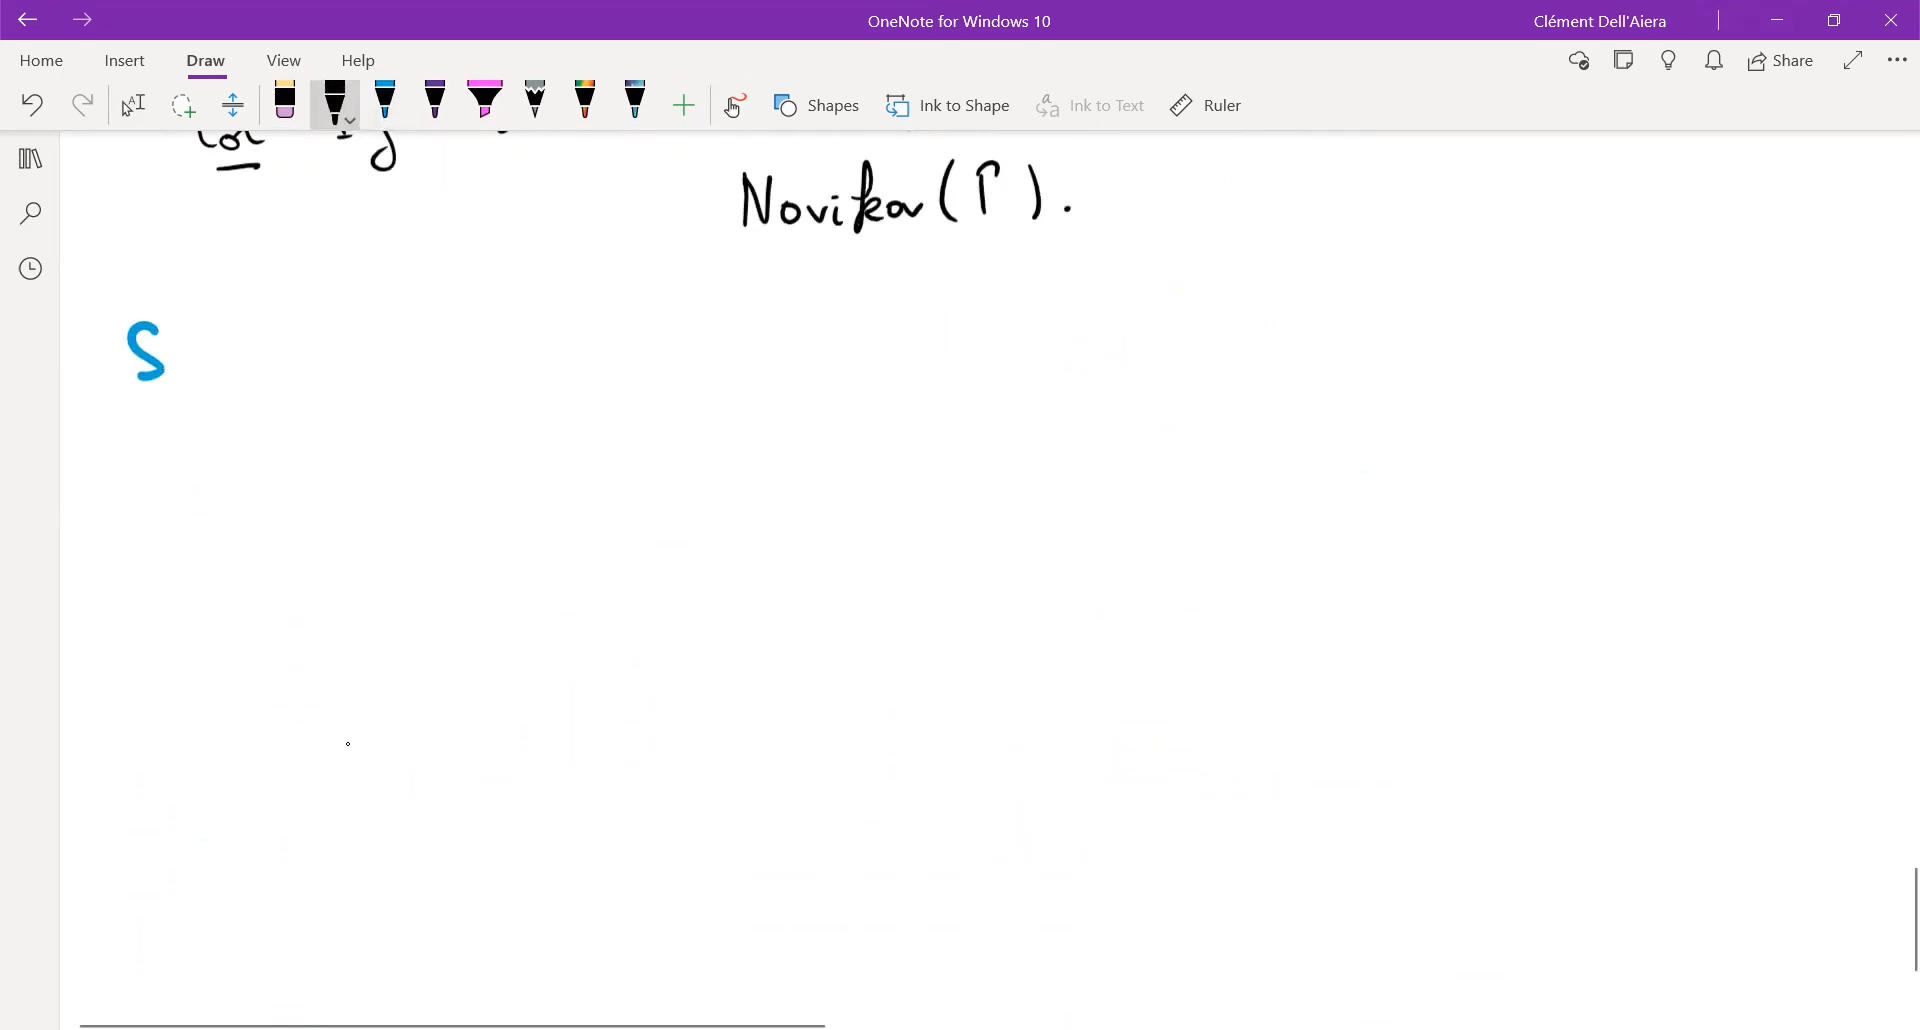 OneNote for Windows 10
Clément Dell'Aiera
Home Insert Draw View Help
Share
Shapes Ink to Shape Ink to Text Ruler
Novikov (Γ).
S